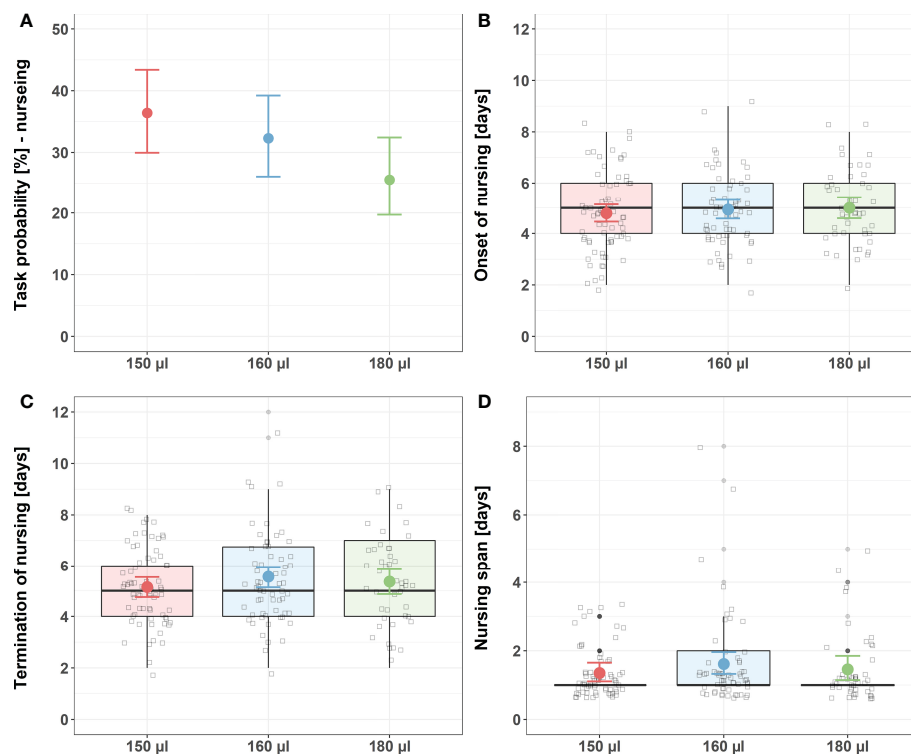 A
Task probability [%] - nurseing
50
40
30
20
10
0
150 µl
160 µl
180 µl
B
Onset of nursing [days]
12
10
8
6
4
2
0
150 µl
160 µl
180 µl
C
Termination of nursing [days]
12
10
8
6
4
2
0
150 µl
160 µl
180 µl
D
Nursing span [days]
8
6
4
2
0
150 µl
160 µl
180 µl